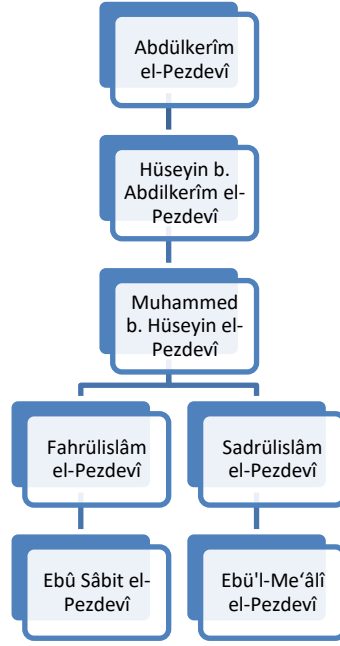 Abdülkerîm
el-Pezdevî
Hüseyin b.
Abdilkerîm el-
Pezdevî
Muhammed
b. Hüseyin el-
Pezdevî
Fahrülislâm
el-Pezdevî
Sadrülislâm
el-Pezdevî
Ebû Sâbit el-
Pezdevî
Ebü'l-Me‘âlî
el-Pezdevî